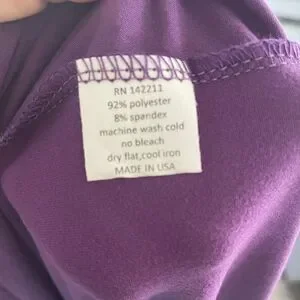 RN 142211
92% polyester
8% spandex
machine wash cold
no bleach
dry flat,cool iron
MADE IN USA